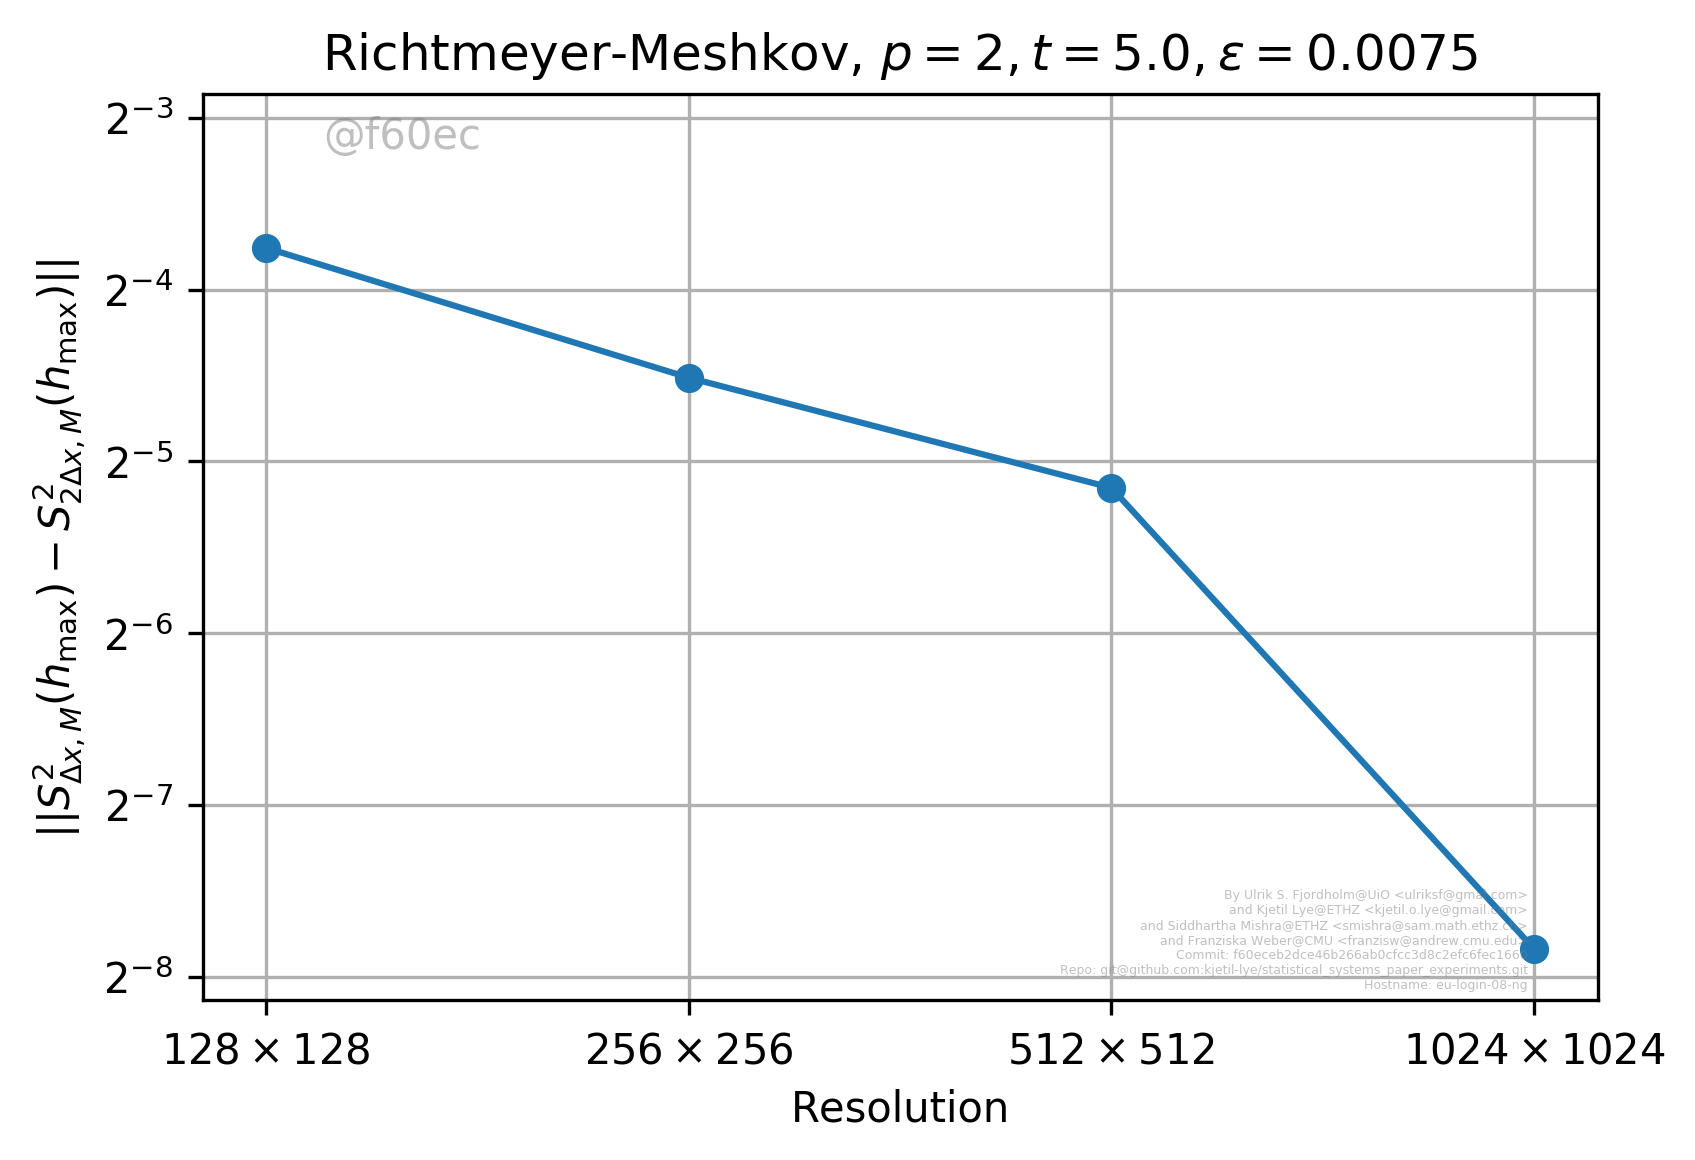 Richtmeyer-Meshkov, p = 2, t = 5.0, ε = 0.0075
@f60ec
2⁻³
2⁻⁴
2⁻⁵
2⁻⁶
2⁻⁷
2⁻⁸
||S²_{Δx, M}(h_{max}) − S²_{2Δx, M}(h_{max})||
By Ulrik S. Fjordholm@UiO <ulriksf@gmail.com>
and Kjetil Lye@ETHZ <kjetil.o.lye@gmail.com>
and Siddhartha Mishra@ETHZ <smishra@sam.math.ethz.ch>
and Franziska Weber@CMU <franzisw@andrew.cmu.edu>
Commit:
Repo: git@github.com:kjetil-lye/statistical_systems_paper_experiments.git
Hostname: eu-login-08-ng
128 × 128 256 × 256 512 × 512 1024 × 1024
Resolution